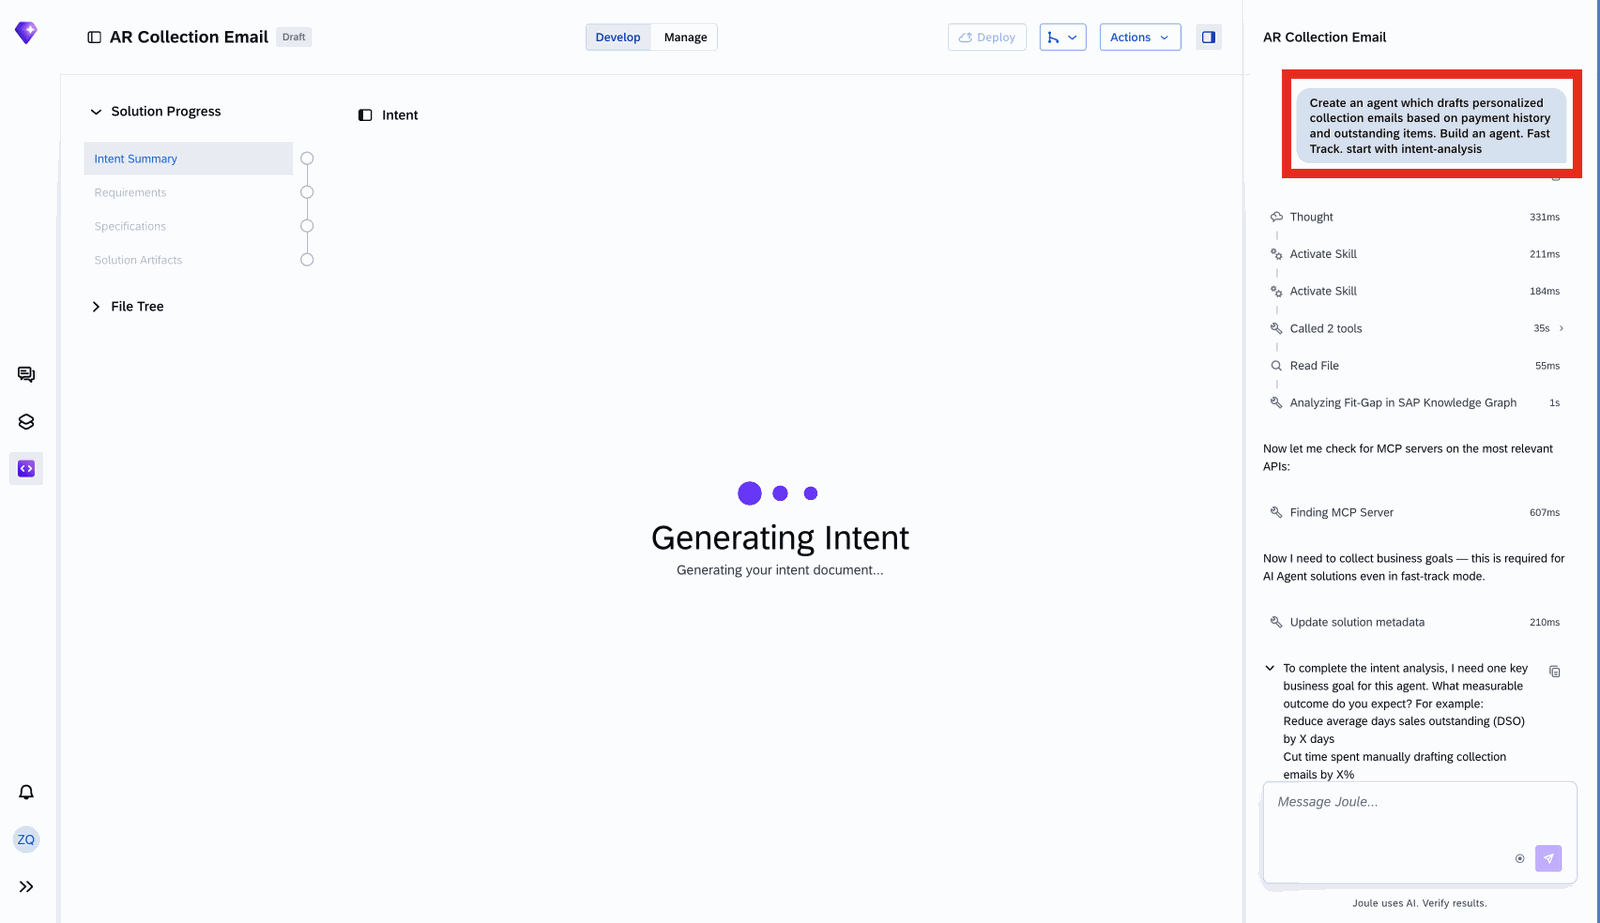 AR Collection Email
Draft
Develop
Manage
Deploy
Actions
Solution Progress
Intent Summary
Requirements
Specifications
Solution Artifacts
File Tree
Intent
Generating Intent
Generating your intent document...
ZQ
AR Collection Email
Create an agent which drafts personalized
collection emails based on payment history
and outstanding items. Build an agent. Fast
Track. start with intent-analysis
Thought 331ms
Activate Skill 211ms
Activate Skill 184ms
Called 2 tools 35s
Read File 55ms
Analyzing Fit-Gap in SAP Knowledge Graph 1s
Now let me check for MCP servers on the most relevant
APIs:
Finding MCP Server 607ms
Now I need to collect business goals — this is required for
AI Agent solutions even in fast-track mode.
Update solution metadata 210ms
To complete the intent analysis, I need one key
business goal for this agent. What measurable
outcome do you expect? For example:
Reduce average days sales outstanding (DSO)
by X days
Cut time spent manually drafting collection
emails by X%
Message Joule...
Joule uses AI. Verify results.